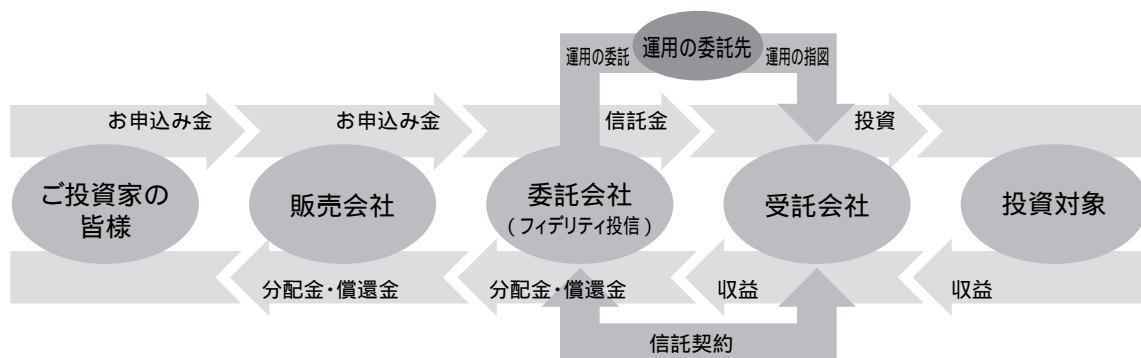 運用の委託
運用の委託先
運用の指図
お申込み金
お申込み金
信託金
投資
ご投資家の
皆様
販売会社
委託会社
(フィデリティ投信)
受託会社
投資対象
分配金・償還金
分配金・償還金
収益
収益
信託契約